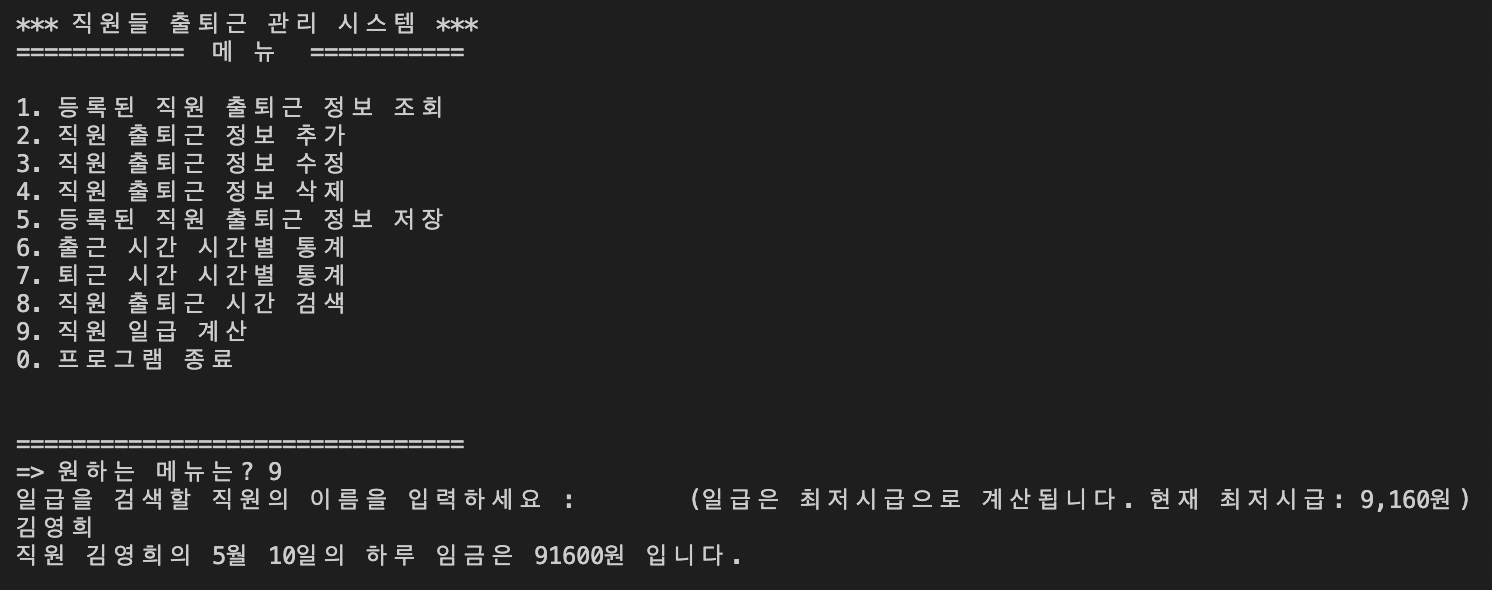 *** 직원들 출퇴근 관리 시스템 ***
============ 메 뉴 ===========
1. 등록된 직원 출퇴근 정보 조회
2. 직원 출퇴근 정보 추가
3. 직원 출퇴근 정보 수정
4. 직원 출퇴근 정보 삭제
5. 등록된 직원 출퇴근 정보 저장
6. 출근 시간 시간별 통계
7. 퇴근 시간 시간별 통계
8. 직원 출퇴근 시간 검색
9. 직원 일급 계산
0. 프로그램 종료
================================
=> 원하는 메뉴는? 9
일급을 검색할 직원의 이름을 입력하세요 : (일급은 최저시급으로 계산됩니다. 현재 최저시급: 9,160원)
김영희
직원 김영희의 5월 10일의 하루 임금은 91600원 입니다.